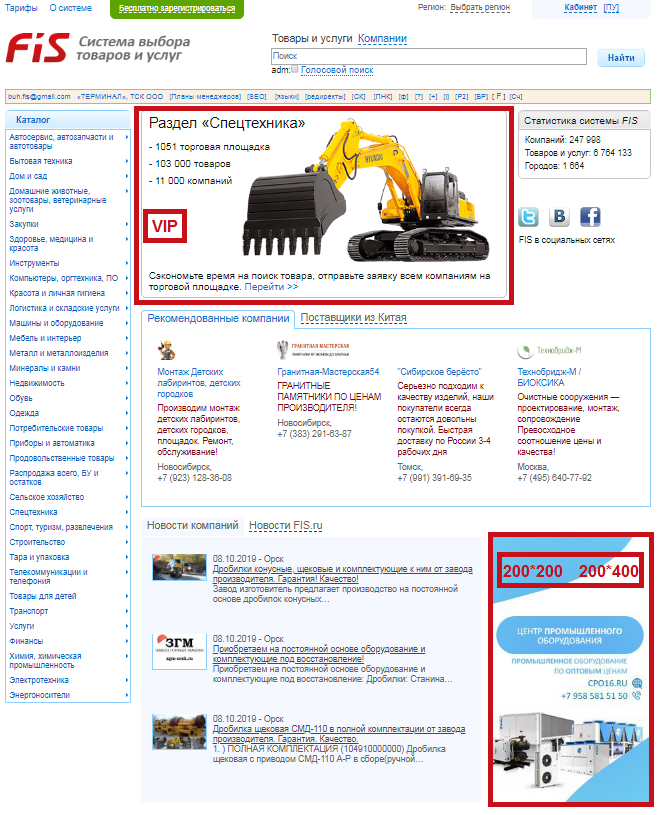 Тарифы О системе Бесплатно зарегистрироваться Регион: Выбрать регион Кабинет [ПУ]
FiS Система выбора
товаров и услуг
Товары и услуги Компании
Поиск Найти
adm: Голосовой поиск
buh.fis@gmail.com «ТЕРМИНАЛ», ТСК ООО [Планы менеджеров] [ВЕО] [языки] [редиректы] [СК] [ПНК] [ф] [?] [+] [i] [Р2] [БР] [ F ] [Сч]
Каталог
Автосервис, автозапчасти и
автотовары
Бытовая техника
Дом и сад
Домашние животные,
зоотовары, ветеринарные
услуги
Закупки
Здоровье, медицина и
красота
Инструменты
Компьютеры, оргтехника, ПО
Красота и личная гигиена
Логистика и складские услуги
Машины и оборудование
Мебель и интерьер
Металл и металлоизделия
Минералы и камни
Недвижимость
Обувь
Одежда
Потребительские товары
Приборы и автоматика
Продовольственные товары
Распродажа всего, БУ и
остатков
Сельское хозяйство
Спецтехника
Спорт, туризм, развлечения
Строительство
Тара и упаковка
Телекоммуникации и
телефония
Товары для детей
Транспорт
Услуги
Финансы
Химия, химическая
промышленность
Электротехника
Энергоносители
Раздел «Спецтехника»
- 1051 торговая площадка
- 103 000 товаров
- 11 000 компаний
VIP
HYUNDAI
Сэкономьте время на поиск товара, отправьте заявку всем компаниям на
торговой площадке. Перейти >>
Статистика системы FiS
Компаний: 247 998
Товаров и услуг: 6 764 133
Городов: 1 664
FIS в социальных сетях
Рекомендованные компании Поставщики из Китая
Монтаж Детских
лабиринтов, детских
городков
Производим монтаж
детских лабиринтов,
детских городков,
площадок. Ремонт,
обслуживание!
Новосибирск,
+7 (923) 128-36-08
ГРАНИТНАЯ МАСТЕРСКАЯ
Гранитная-Мастерская54
ГРАНИТНЫЕ
ПАМЯТНИКИ ПО ЦЕНАМ
ПРОИЗВОДИТЕЛЯ!
Новосибирск,
+7 (383) 291-63-87
"Сибирское берёсто"
Серьезно подходим к
качеству изделий, наши
покупатели всегда
остаются довольны
покупкой. Быстрая
доставку по России 3-4
рабочих дня
Томск,
+7 (991) 391-69-35
Технобридж-М
Технобридж-М /
БИОКСИКА
Очистные сооружения —
проектирование, монтаж,
сопровождение
Превосходное
соотношение цены и
качества!
Москва,
+7 (495) 640-77-92
Новости компаний Новости FIS.ru
08.10.2019 - Орск
Дробилки конусные, щековые и комплектующие к ним от завода
производителя. Гарантия! Качество!
Завод изготовитель предлагает производство на постоянной
основе дробилок конусных…
ЗГМ
08.10.2019 - Орск
Приобретаем на постоянной основе оборудование и
комплектующие под восстановление!
Приобретаем на постоянной основе оборудование и
комплектующие под восстановление: Дробилки: Станина…
08.10.2019 - Орск
Дробилка щековая СМД-110 в полной комплектации от завода
производителя. Гарантия. Качество.
1. ) ПОЛНАЯ КОМПЛЕКТАЦИЯ (104910000000) Дробилка
щековая с приводом СМД-110 А-Р в сборе(ручной…
200*200 200*400
ЦЕНТР ПРОМЫШЛЕННОГО
ОБОРУДОВАНИЯ
ПРОМЫШЛЕННОЕ ОБОРУДОВАНИЕ
ПО ОПТОВЫМ ЦЕНАМ
CPO16.RU
+7 958 581 51 50